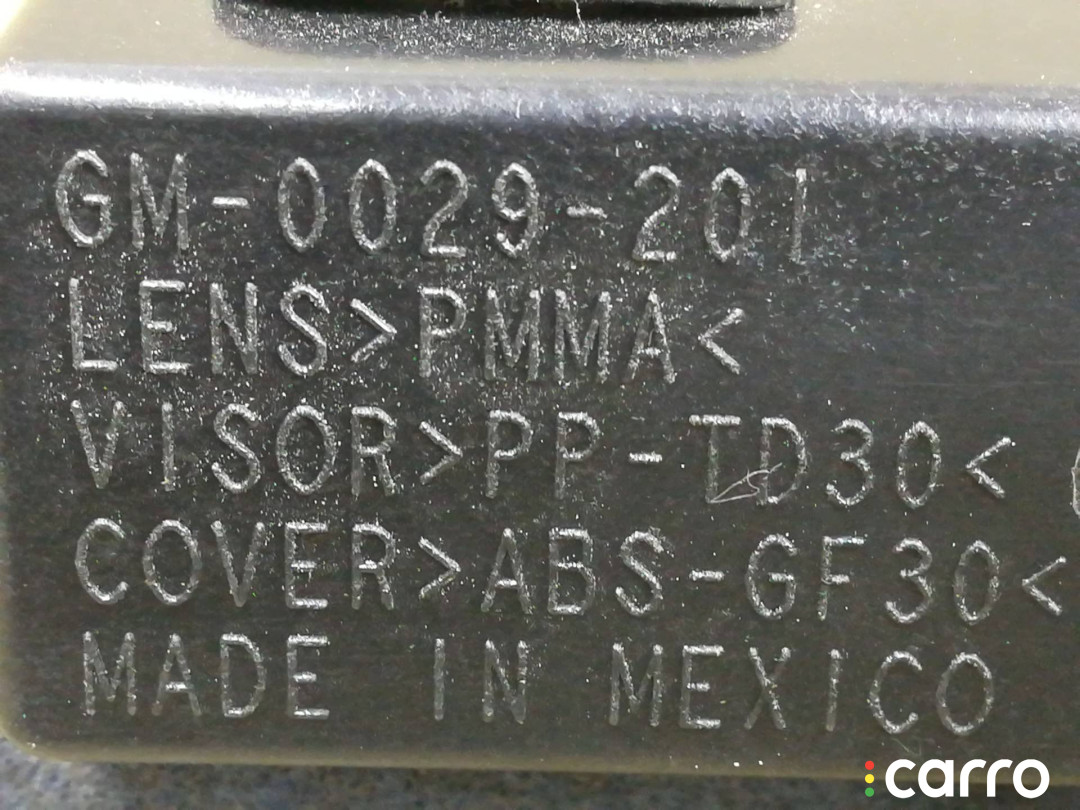 GM-0029-201
LENS>PMMA<
VISOR>PP-TD30<
COVER>ABS-GF30<
MADE IN MEXICO
carro